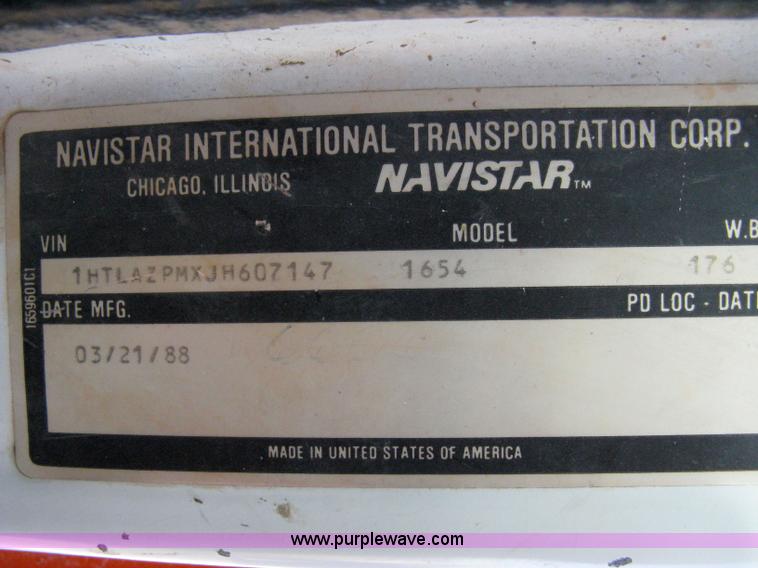 NAVISTAR INTERNATIONAL TRANSPORTATION CORP.
CHICAGO, ILLINOIS NAVISTAR™
VIN MODEL W.B
1HTLAZPMXJH607147 1654 176
1659601C1
DATE MFG. PD LOC - DATE
03/21/88
MADE IN UNITED STATES OF AMERICA
www.purplewave.com